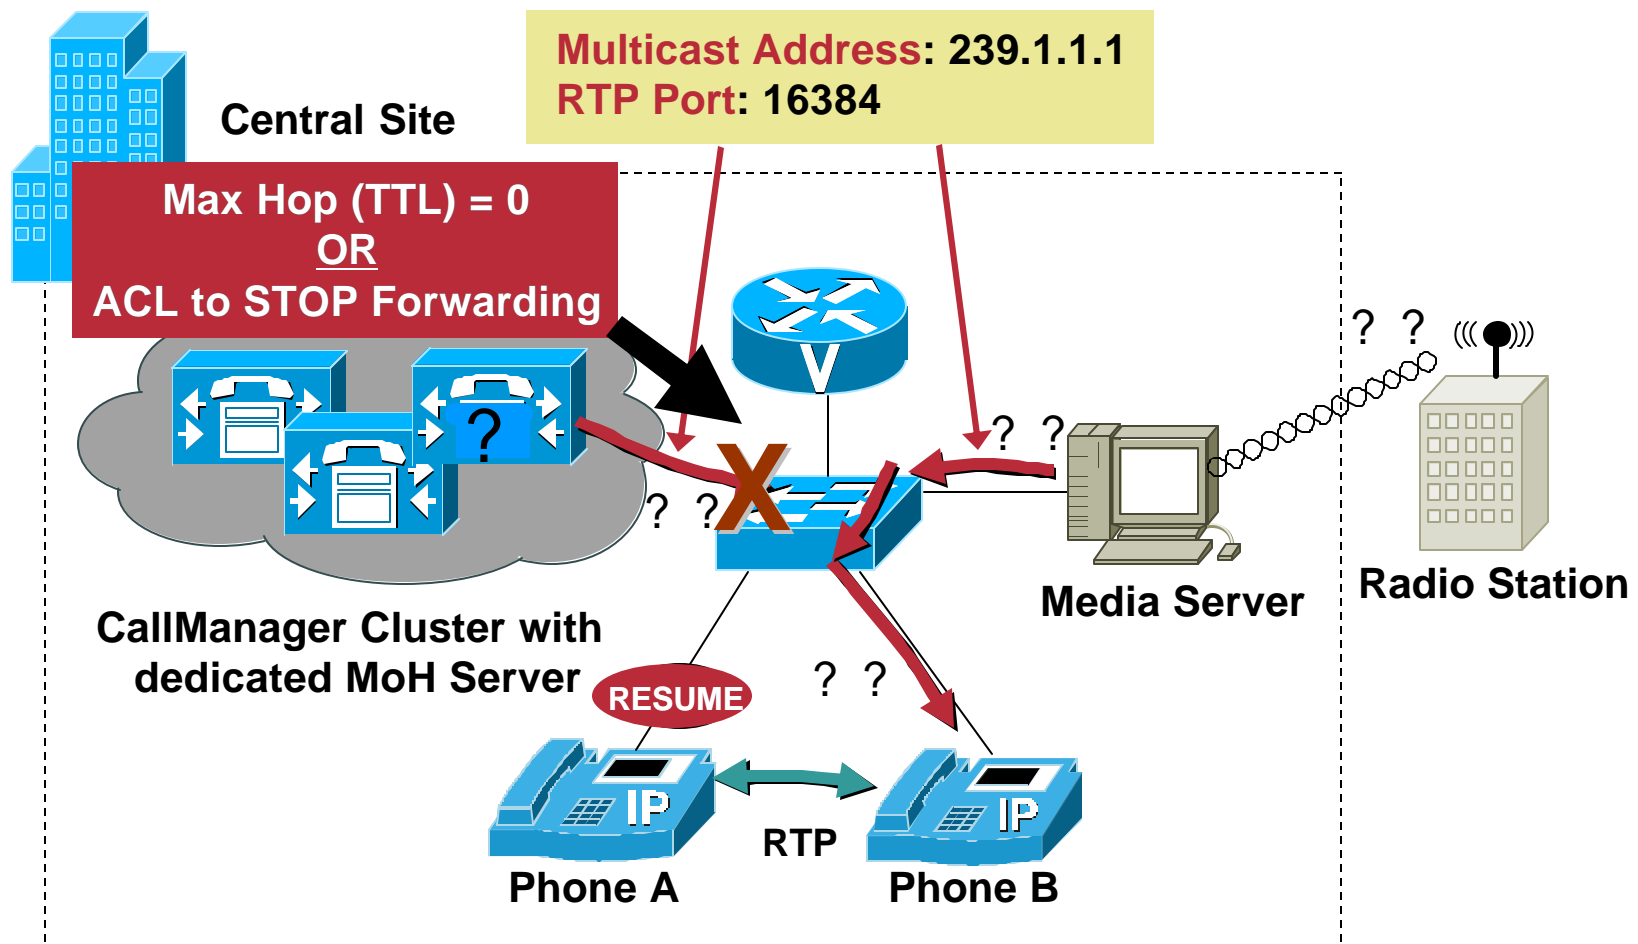 Multicast Address: 239.1.1.1
RTP Port: 16384
Central Site
Max Hop (TTL) = 0
OR
ACL to STOP Forwarding
? ?
V
? ?
?
X
? ?
Radio Station
Media Server
CallManager Cluster with
dedicated MoH Server
? ?
RESUME
IP
IP
RTP
Phone A
Phone B